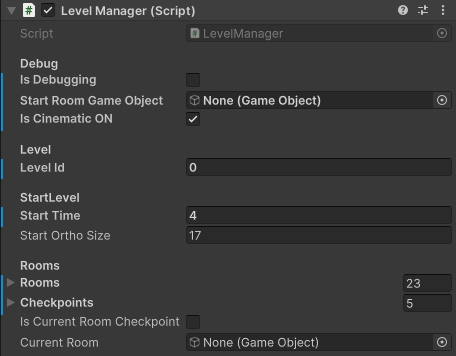 Level Manager (Script)
Script LevelManager
Debug
Is Debugging
Start Room Game Object None (Game Object)
Is Cinematic ON
Level
Level Id 0
StartLevel
Start Time 4
Start Ortho Size 17
Rooms
Rooms 23
Checkpoints 5
Is Current Room Checkpoint
Current Room None (Game Object)